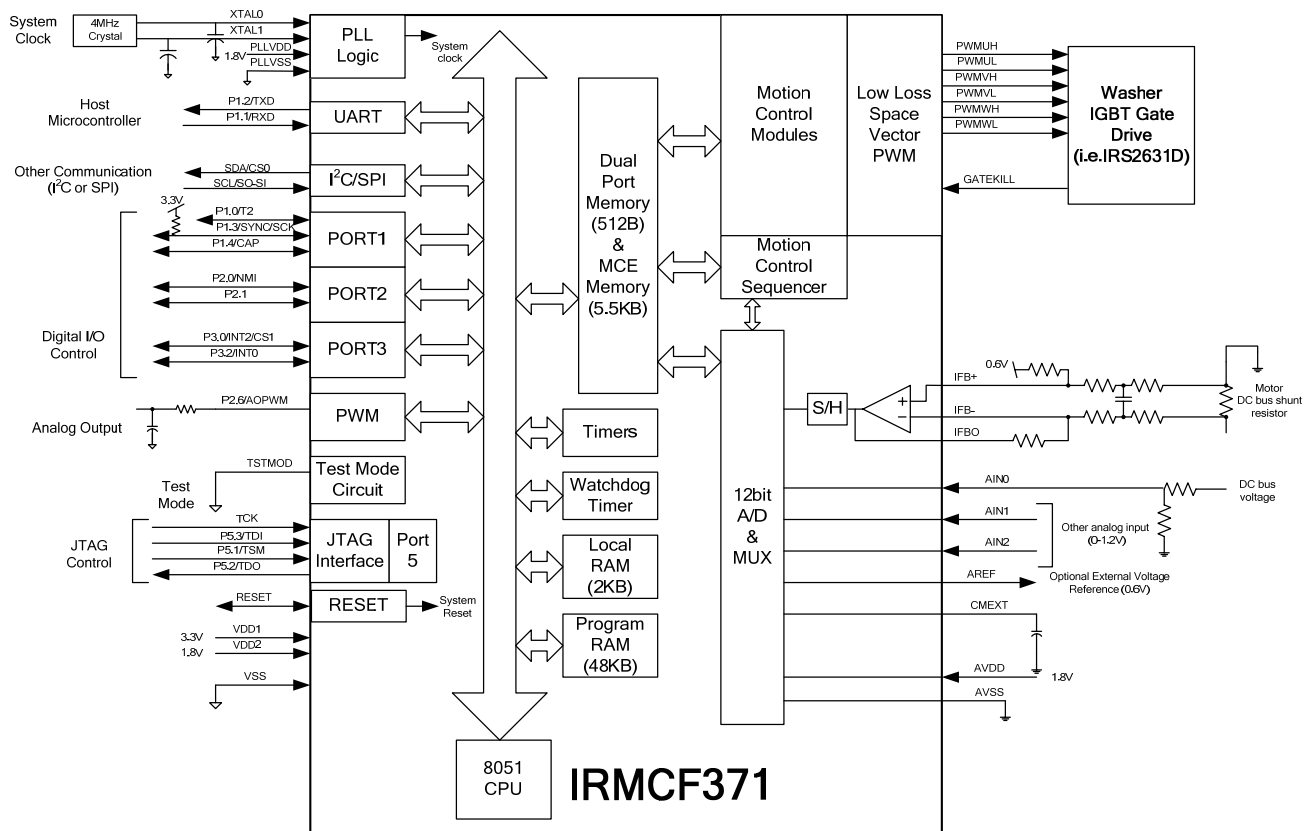 System
Clock
4MHz
Crystal
XTAL0
XTAL1
1.8V
PLLVDD
PLLVSS
PLL
Logic
System
clock
Host
Microcontroller
P1.2/TXD
P1.1/RXD
UART
Other Communication
(I²C or SPI)
SDA/CS0
SCL/SO-SI
I²C/SPI
3.3V
P1.0/T2
P1.3/SYNC/SCK
P1.4/CAP
PORT1
P2.0/NMI
P2.1
PORT2
Digital I/O
Control
P3.0/INT2/CS1
P3.2/INT0
PORT3
Analog Output
P2.6/AOPWM
PWM
Test
Mode
TSTMOD
Test Mode
Circuit
JTAG
Control
TCK
P5.3/TDI
P5.1/TSM
P5.2/TDO
JTAG
Interface
Port
5
RESET
RESET
System
Reset
3.3V
VDD1
1.8V
VDD2
VSS
8051
CPU
Dual
Port
Memory
(512B)
&
MCE
Memory
(5.5KB)
Timers
Watchdog
Timer
Local
RAM
(2KB)
Program
RAM
(48KB)
Motion
Control
Modules
Low Loss
Space
Vector
PWM
Motion
Control
Sequencer
12bit
A/D
&
MUX
S/H
+
-
PWMUH
PWMUL
PWMVH
PWMVL
PWMWH
PWMWL
GATEKILL
Washer
IGBT Gate
Drive
(i.e.IRS2631D)
0.6V
IFB+
IFB-
IFBO
Motor
DC bus shunt
resistor
AIN0
DC bus
voltage
AIN1
AIN2
Other analog input
(0-1.2V)
AREF
Optional External Voltage
Reference (0.6V)
CMEXT
AVDD
1.8V
AVSS
IRMCF371